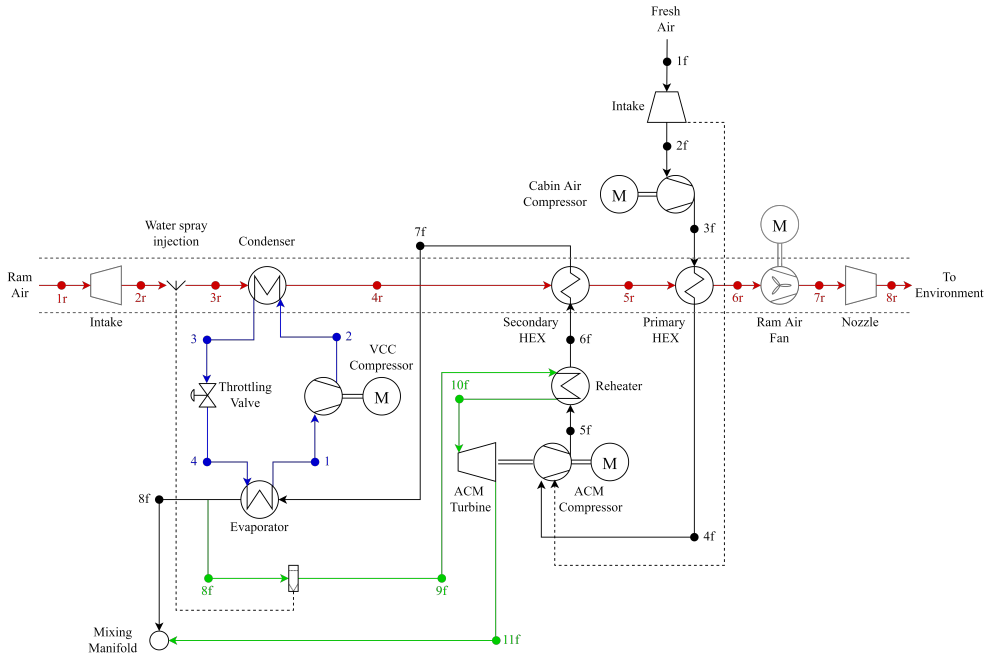 Fresh
Air
1f
Intake
2f
Cabin Air
Compressor
M
3f
Water spray
injection
Condenser
7f
M
Ram
Air
1r
2r
3r
4r
5r
6r
7r
8r
To
Environment
Intake
Secondary
HEX
Primary
HEX
Ram Air
Fan
Nozzle
3
2
6f
VCC
Compressor
Throttling
Valve
M
10f
Reheater
5f
4
1
M
ACM
Turbine
ACM
Compressor
8f
Evaporator
4f
8f
9f
Mixing
Manifold
11f